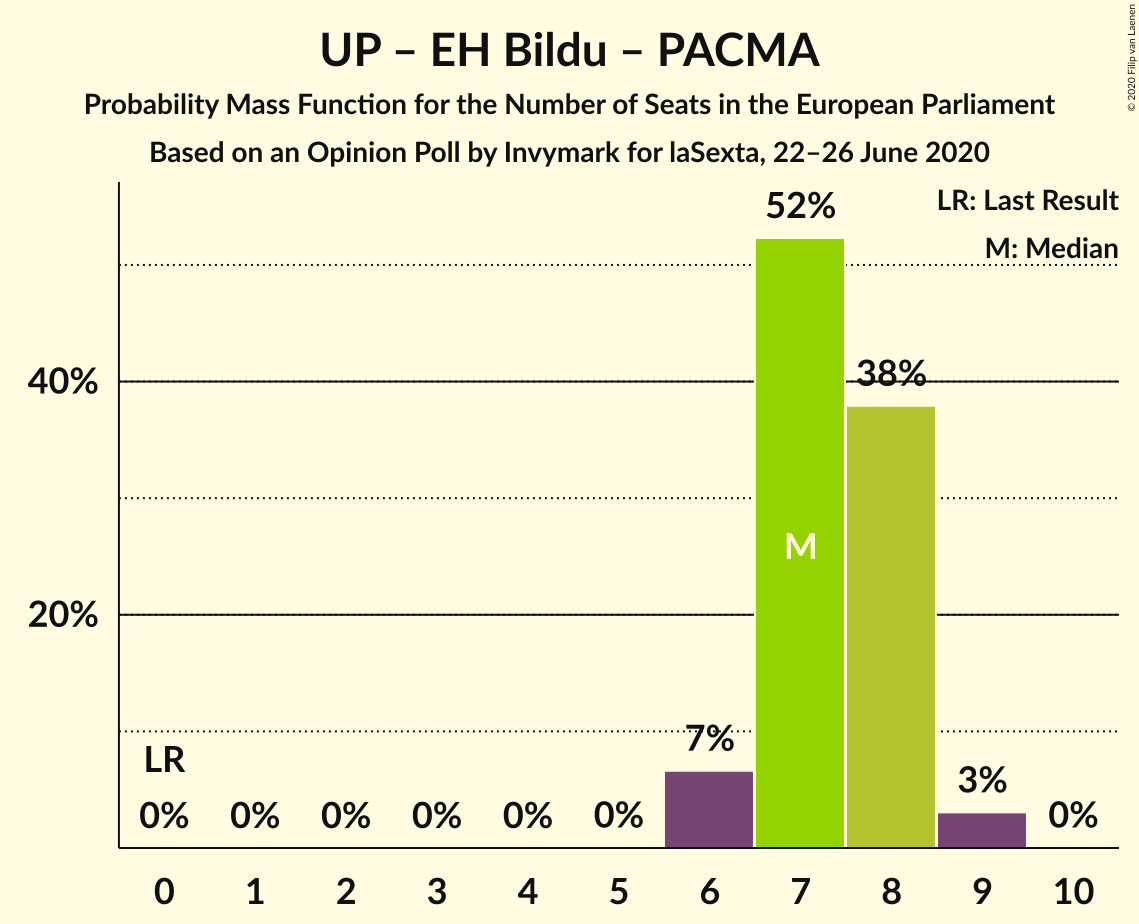 UP – EH Bildu – PACMA
Probability Mass Function for the Number of Seats in the European Parliament
Based on an Opinion Poll by Invymark for laSexta, 22–26 June 2020
© 2020 Filip van Laenen
LR: Last Result
M: Median
52%
38%
40%
M
20%
LR
7%
3%
0% 0% 0% 0% 0% 0% 0%
0 1 2 3 4 5 6 7 8 9 10